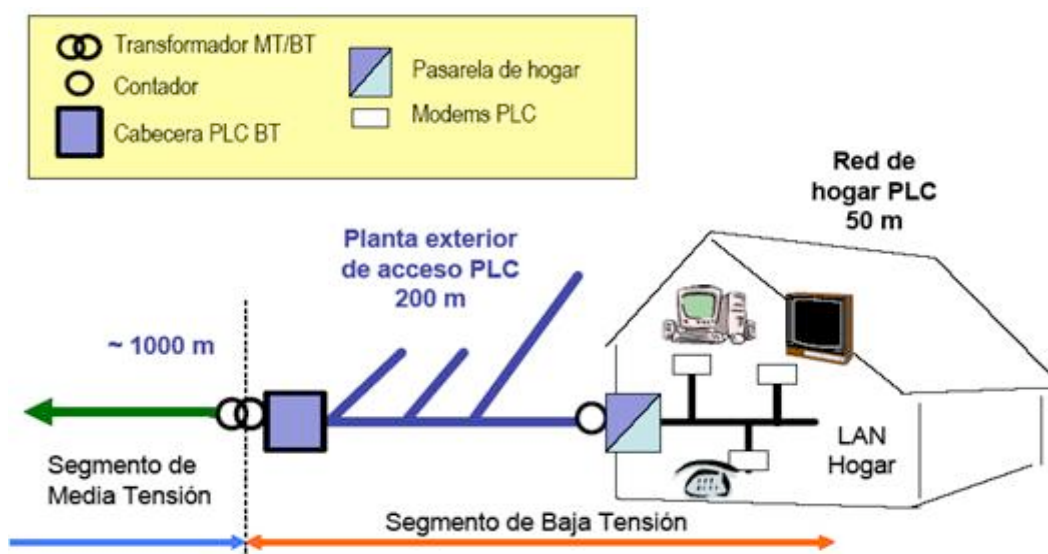 Transformador MT/BT
Contador
Cabecera PLC BT
Pasarela de hogar
Modems PLC
Red de
hogar PLC
50 m
Planta exterior
de acceso PLC
200 m
~ 1000 m
LAN
Hogar
Segmento de
Media Tensión
Segmento de Baja Tensión